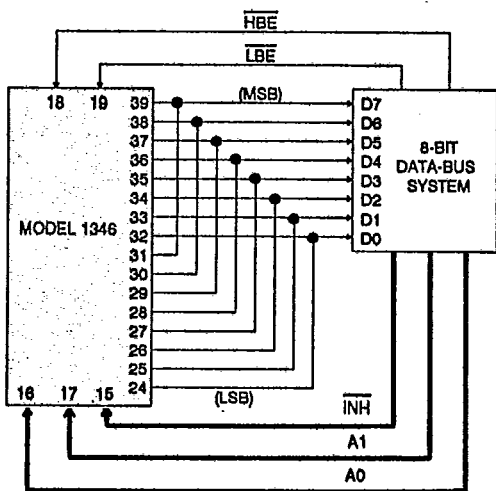 HBE
LBE
18 19
39
38
37
36
35
34
33
32
31
30
29
28
27
26
25
24
(MSB)
(LSB)
MODEL 1346
16 17 15
D7
D6
D5
D4
D3
D2
D1
D0
8-BIT
DATA-BUS
SYSTEM
INH
A1
A0